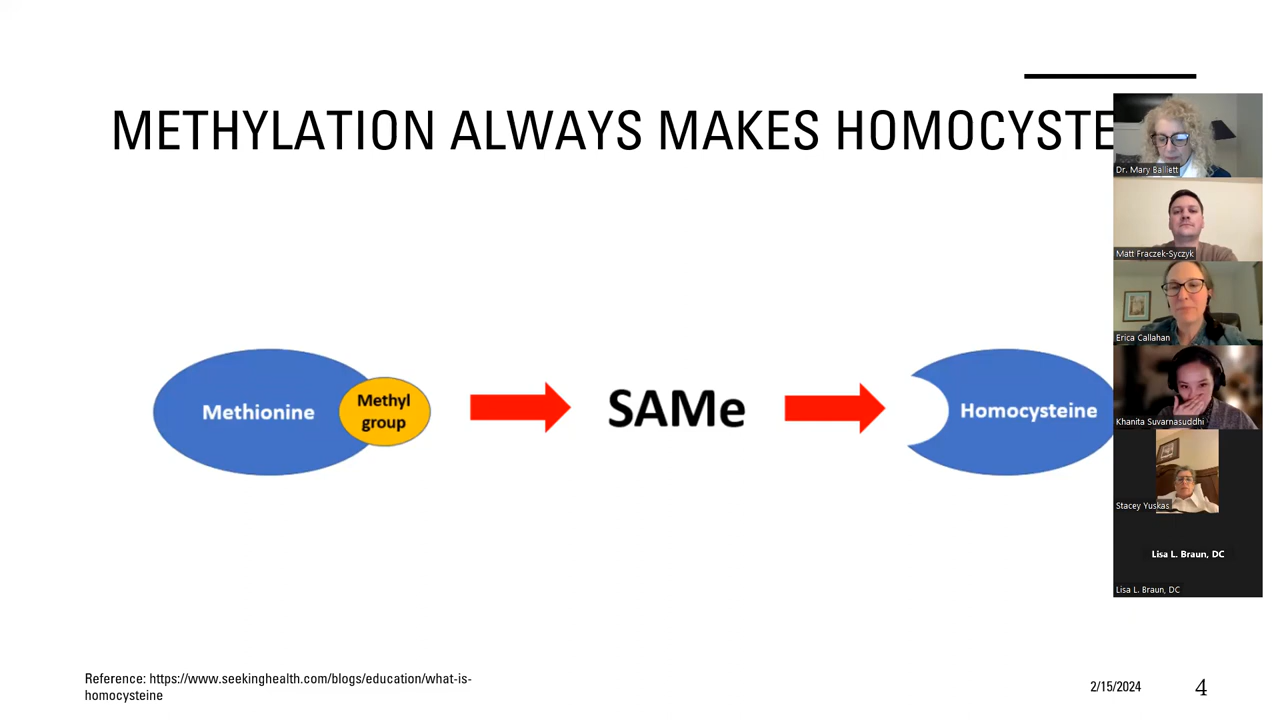 METHYLATION ALWAYS MAKES HOMOCYSTE
Methionine
Methyl
group
SAMe
Homocysteine
Dr. Mary Balliett
Matt Fraczek-Syczyk
Erica Callahan
Khanita Suvarnasuddhi
Stacey Yuskas
Lisa L. Braun, DC
Lisa L. Braun, DC
Reference: https://www.seekinghealth.com/blogs/education/what-is-
homocysteine
2/15/2024
4